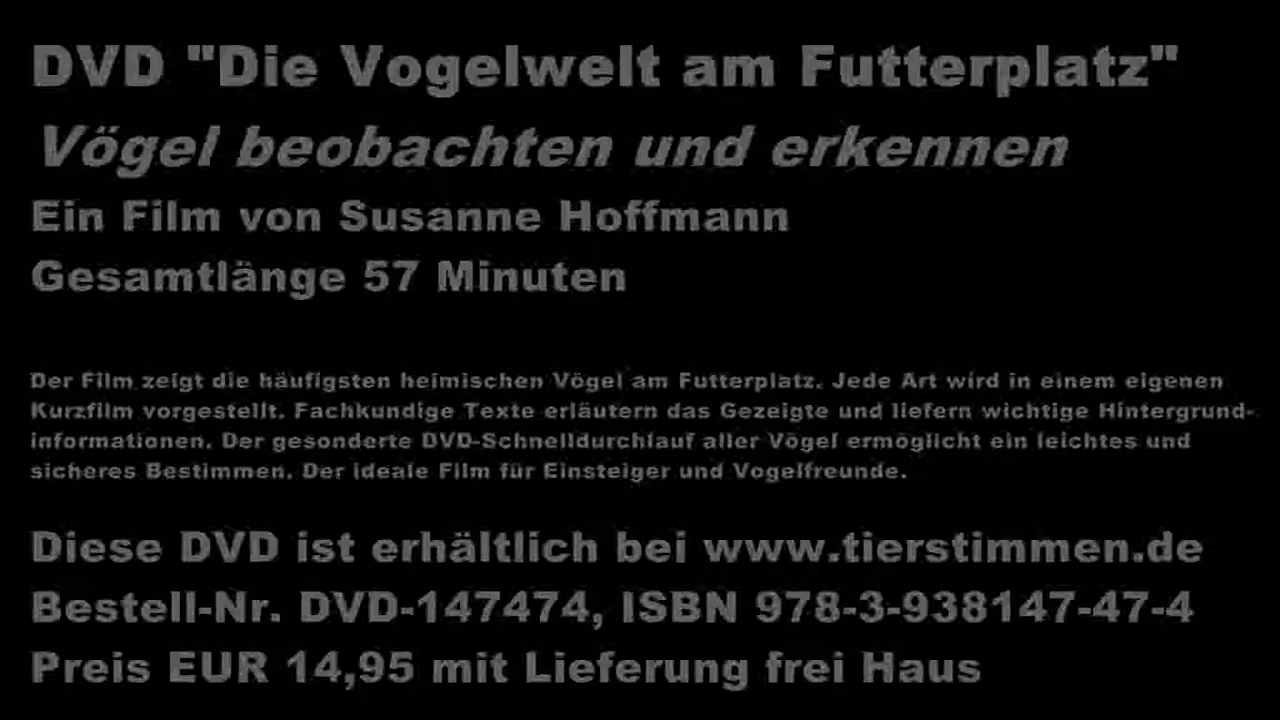 DVD "Die Vogelwelt am Futterplatz"
Vögel beobachten und erkennen
Ein Film von Susanne Hoffmann
Gesamtlänge 57 Minuten
Der Film zeigt die häufigsten heimischen Vögel am Futterplatz. Jede Art wird in einem eigenen
Kurzfilm vorgestellt. Fachkundige Texte erläutern das Gezeigte und liefern wichtige Hintergrund-
informationen. Der gesonderte DVD-Schnelldurchlauf aller Vögel ermöglicht ein leichtes und
sicheres Bestimmen. Der ideale Film für Einsteiger und Vogelfreunde.
Diese DVD ist erhältlich bei www.tierstimmen.de
Bestell-Nr. DVD-147474, ISBN 978-3-938147-47-4
Preis EUR 14,95 mit Lieferung frei Haus